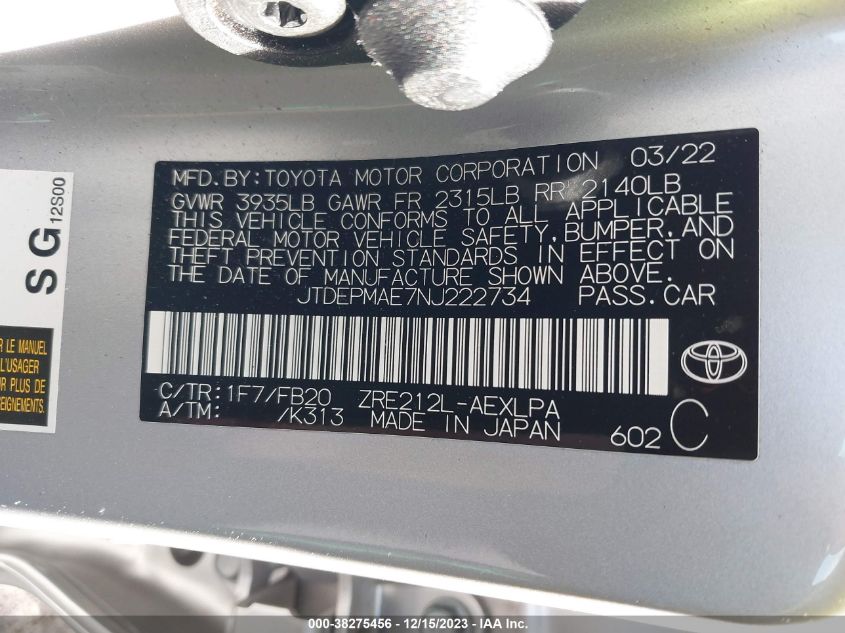 MFD. BY: TOYOTA MOTOR CORPORATION 03/22
GVWR 3935LB GAWR FR 2315LB RR 2140LB
THIS VEHICLE CONFORMS TO ALL APPLICABLE
FEDERAL MOTOR VEHICLE SAFETY, BUMPER, AND
THEFT PREVENTION STANDARDS IN EFFECT ON
THE DATE OF MANUFACTURE SHOWN ABOVE.
JTDEPMAE7NJ222734 PASS.CAR
C/TR: 1F7/FB20 ZRE212L-AEXLPA
A/TM: /K313 MADE IN JAPAN 602 C
SG 12S00
R LE MANUEL
L'USAGER
EIGNEMENTS
000-38275456 - 12/15/2023 - IAA Inc.